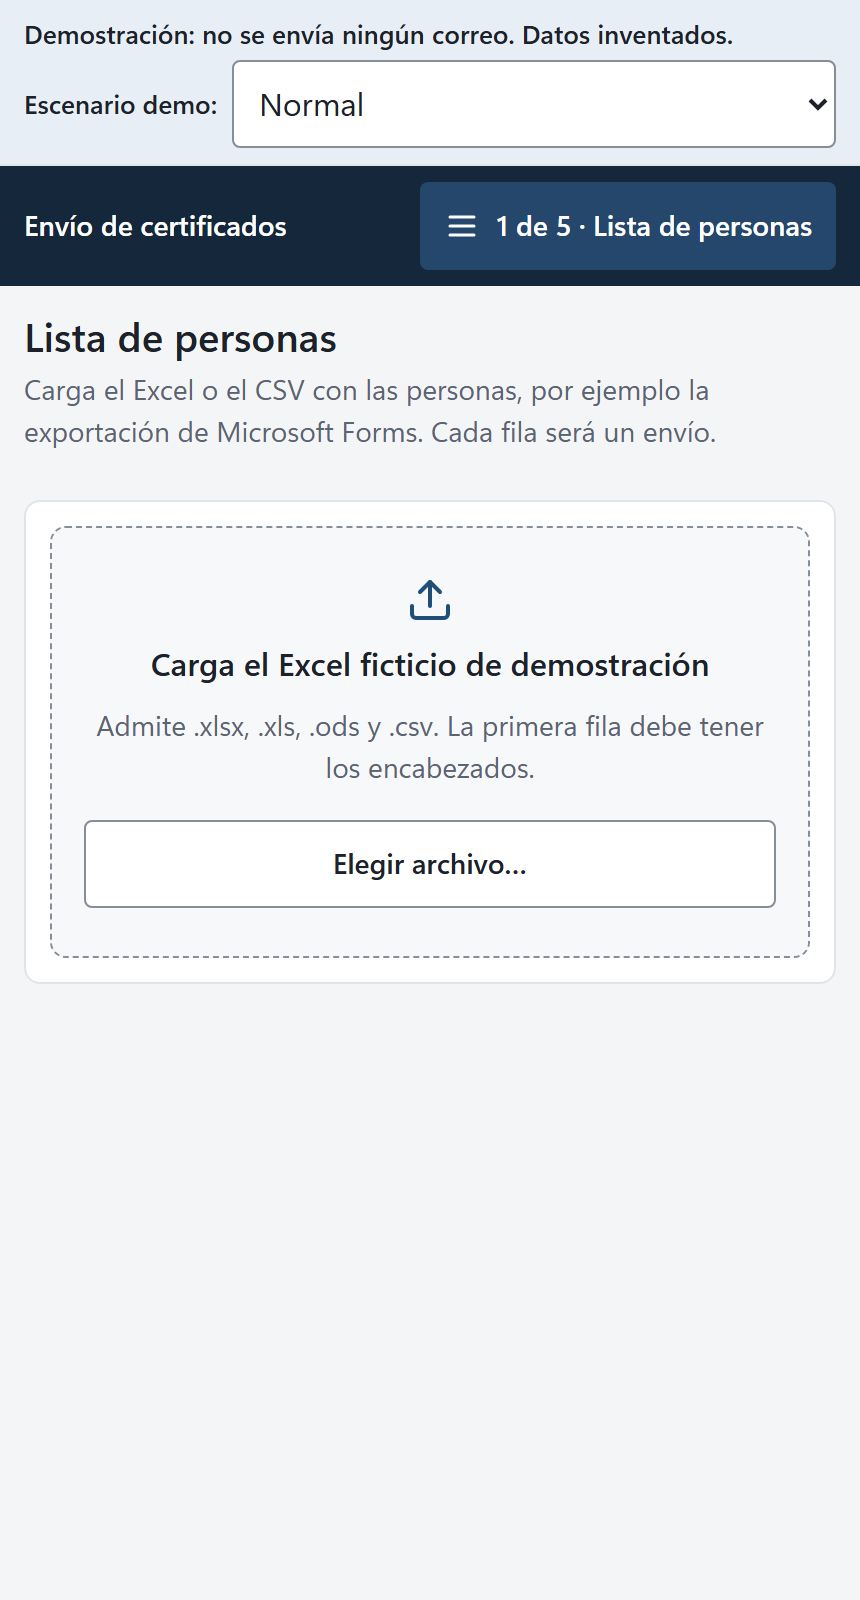 Demostración: no se envía ningún correo. Datos inventados.
Escenario demo: Normal
Envío de certificados
1 de 5 · Lista de personas
Lista de personas
Carga el Excel o el CSV con las personas, por ejemplo la
exportación de Microsoft Forms. Cada fila será un envío.
Carga el Excel ficticio de demostración
Admite .xlsx, .xls, .ods y .csv. La primera fila debe tener
los encabezados.
Elegir archivo...